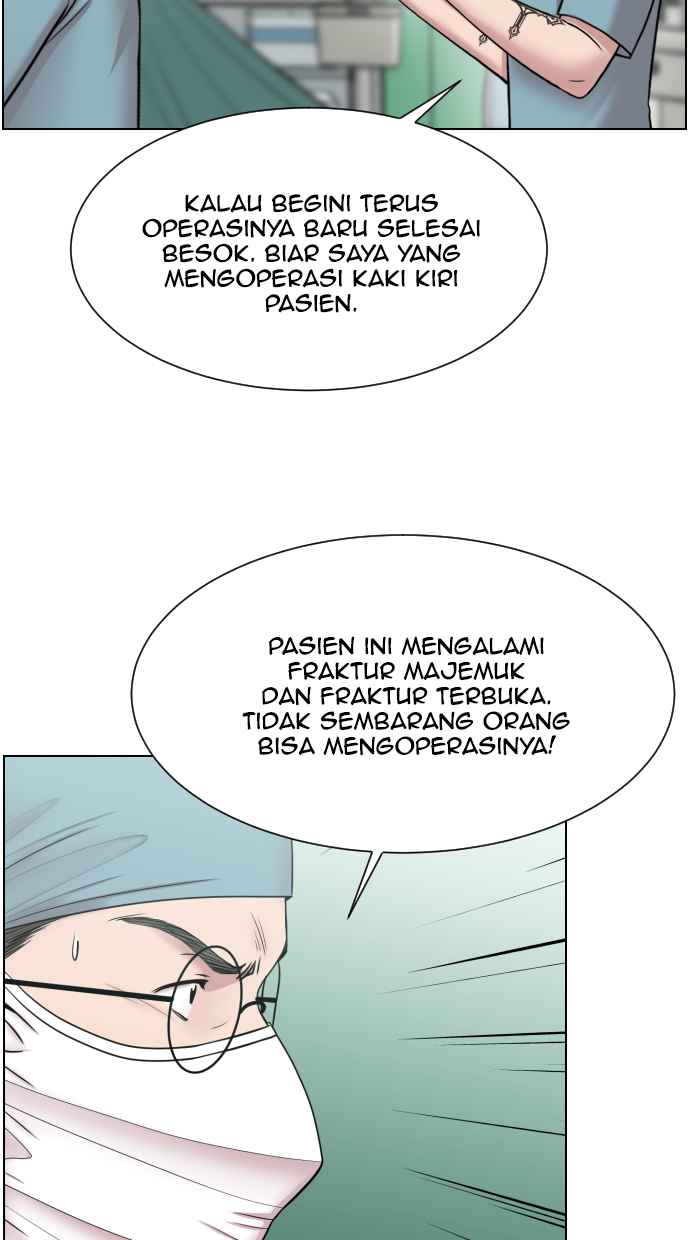 KALAU BEGINI TERUS
OPERASINYA BARU SELESAI
BESOK. BIAR SAYA YANG
MENGOPERASI KAKI KIRI
PASIEN.
PASIEN INI MENGALAMI
FRAKTUR MAJEMUK
DAN FRAKTUR TERBUKA.
TIDAK SEMBARANG ORANG
BISA MENGOPERASINYA!